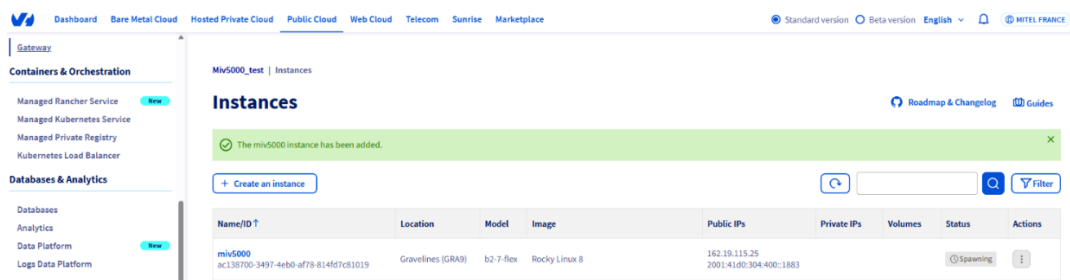 Dashboard Bare Metal Cloud Hosted Private Cloud Public Cloud Web Cloud Telecom Sunrise Marketplace Standard version Beta version English MITEL FRANCE
Gateway
Containers & Orchestration
Managed Rancher Service New
Managed Kubernetes Service
Managed Private Registry
Kubernetes Load Balancer
Databases & Analytics
Databases
Analytics
Data Platform New
Logs Data Platform
Miv5000_test | Instances
Instances
Roadmap & Changelog Guides
The miv5000 instance has been added.
+ Create an instance Filter
Name/ID Location Model Image Public IPs Private IPs Volumes Status Actions
miv5000
ac138700-3497-4eb0-af78-814fd7c81019
Gravelines (GRA9) b2-7-flex Rocky Linux 8
162.19.115.25
2001:41d0:304:400::1883
Spawning